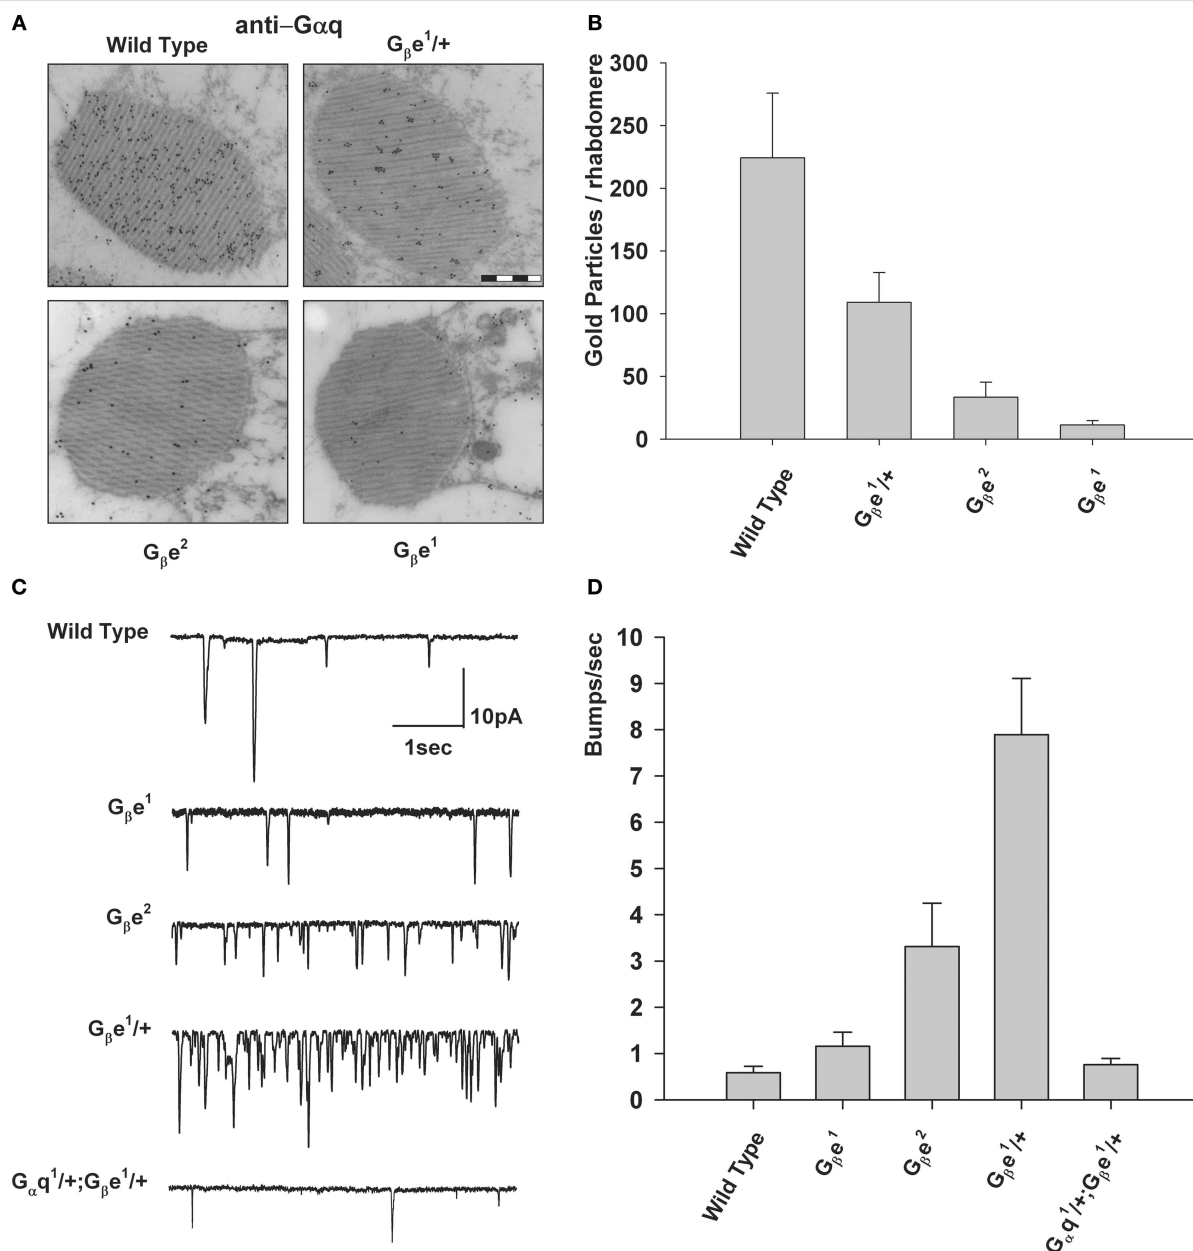 A
anti–Gαq
Wild Type
Gβe¹/+
Gβe²
Gβe¹
B
Gold Particles / rhabdomere
300
250
200
150
100
50
0
Wild Type
Gβe¹/+
Gβe²
Gβe¹
C
Wild Type
10pA
1sec
Gβe¹
Gβe²
Gβe¹/+
Gαq¹/+;Gβe¹/+
D
Bumps/sec
10
9
8
7
6
5
4
3
2
1
0
Wild Type
Gβe¹
Gβe²
Gβe¹/+
Gαq¹/+;Gβe¹/+